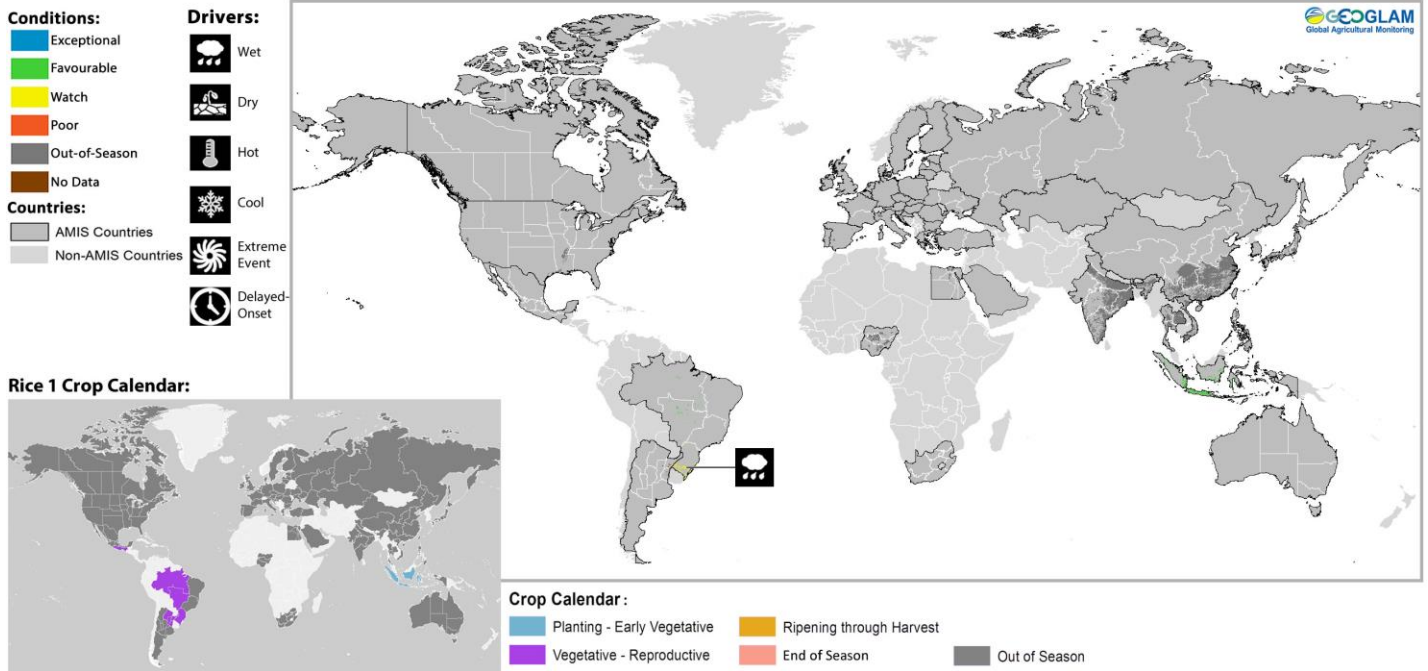 Conditions:
Exceptional
Favourable
Watch
Poor
Out-of-Season
No Data
Countries:
AMIS Countries
Non-AMIS Countries
Drivers:
Wet
Dry
Hot
Cool
Extreme
Event
Delayed-
Onset
GEOGLAM
Global Agricultural Monitoring
Rice 1 Crop Calendar:
Crop Calendar :
Planting - Early Vegetative
Vegetative - Reproductive
Ripening through Harvest
End of Season
Out of Season